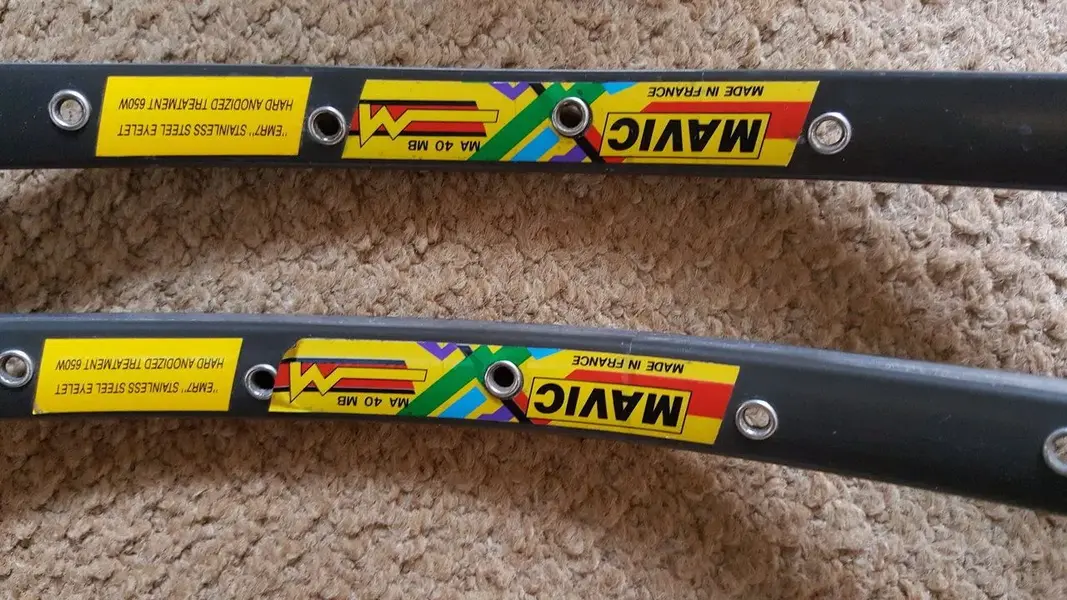 MADE IN FRANCE
MAVIC
MA 40 MB
HARD ANODIZED TREATMENT 650W
"EMR7" STAINLESS STEEL EYELET
MADE IN FRANCE
MAVIC
MA 40 MB
HARD ANODIZED TREATMENT 650W
"EMR7" STAINLESS STEEL EYELET